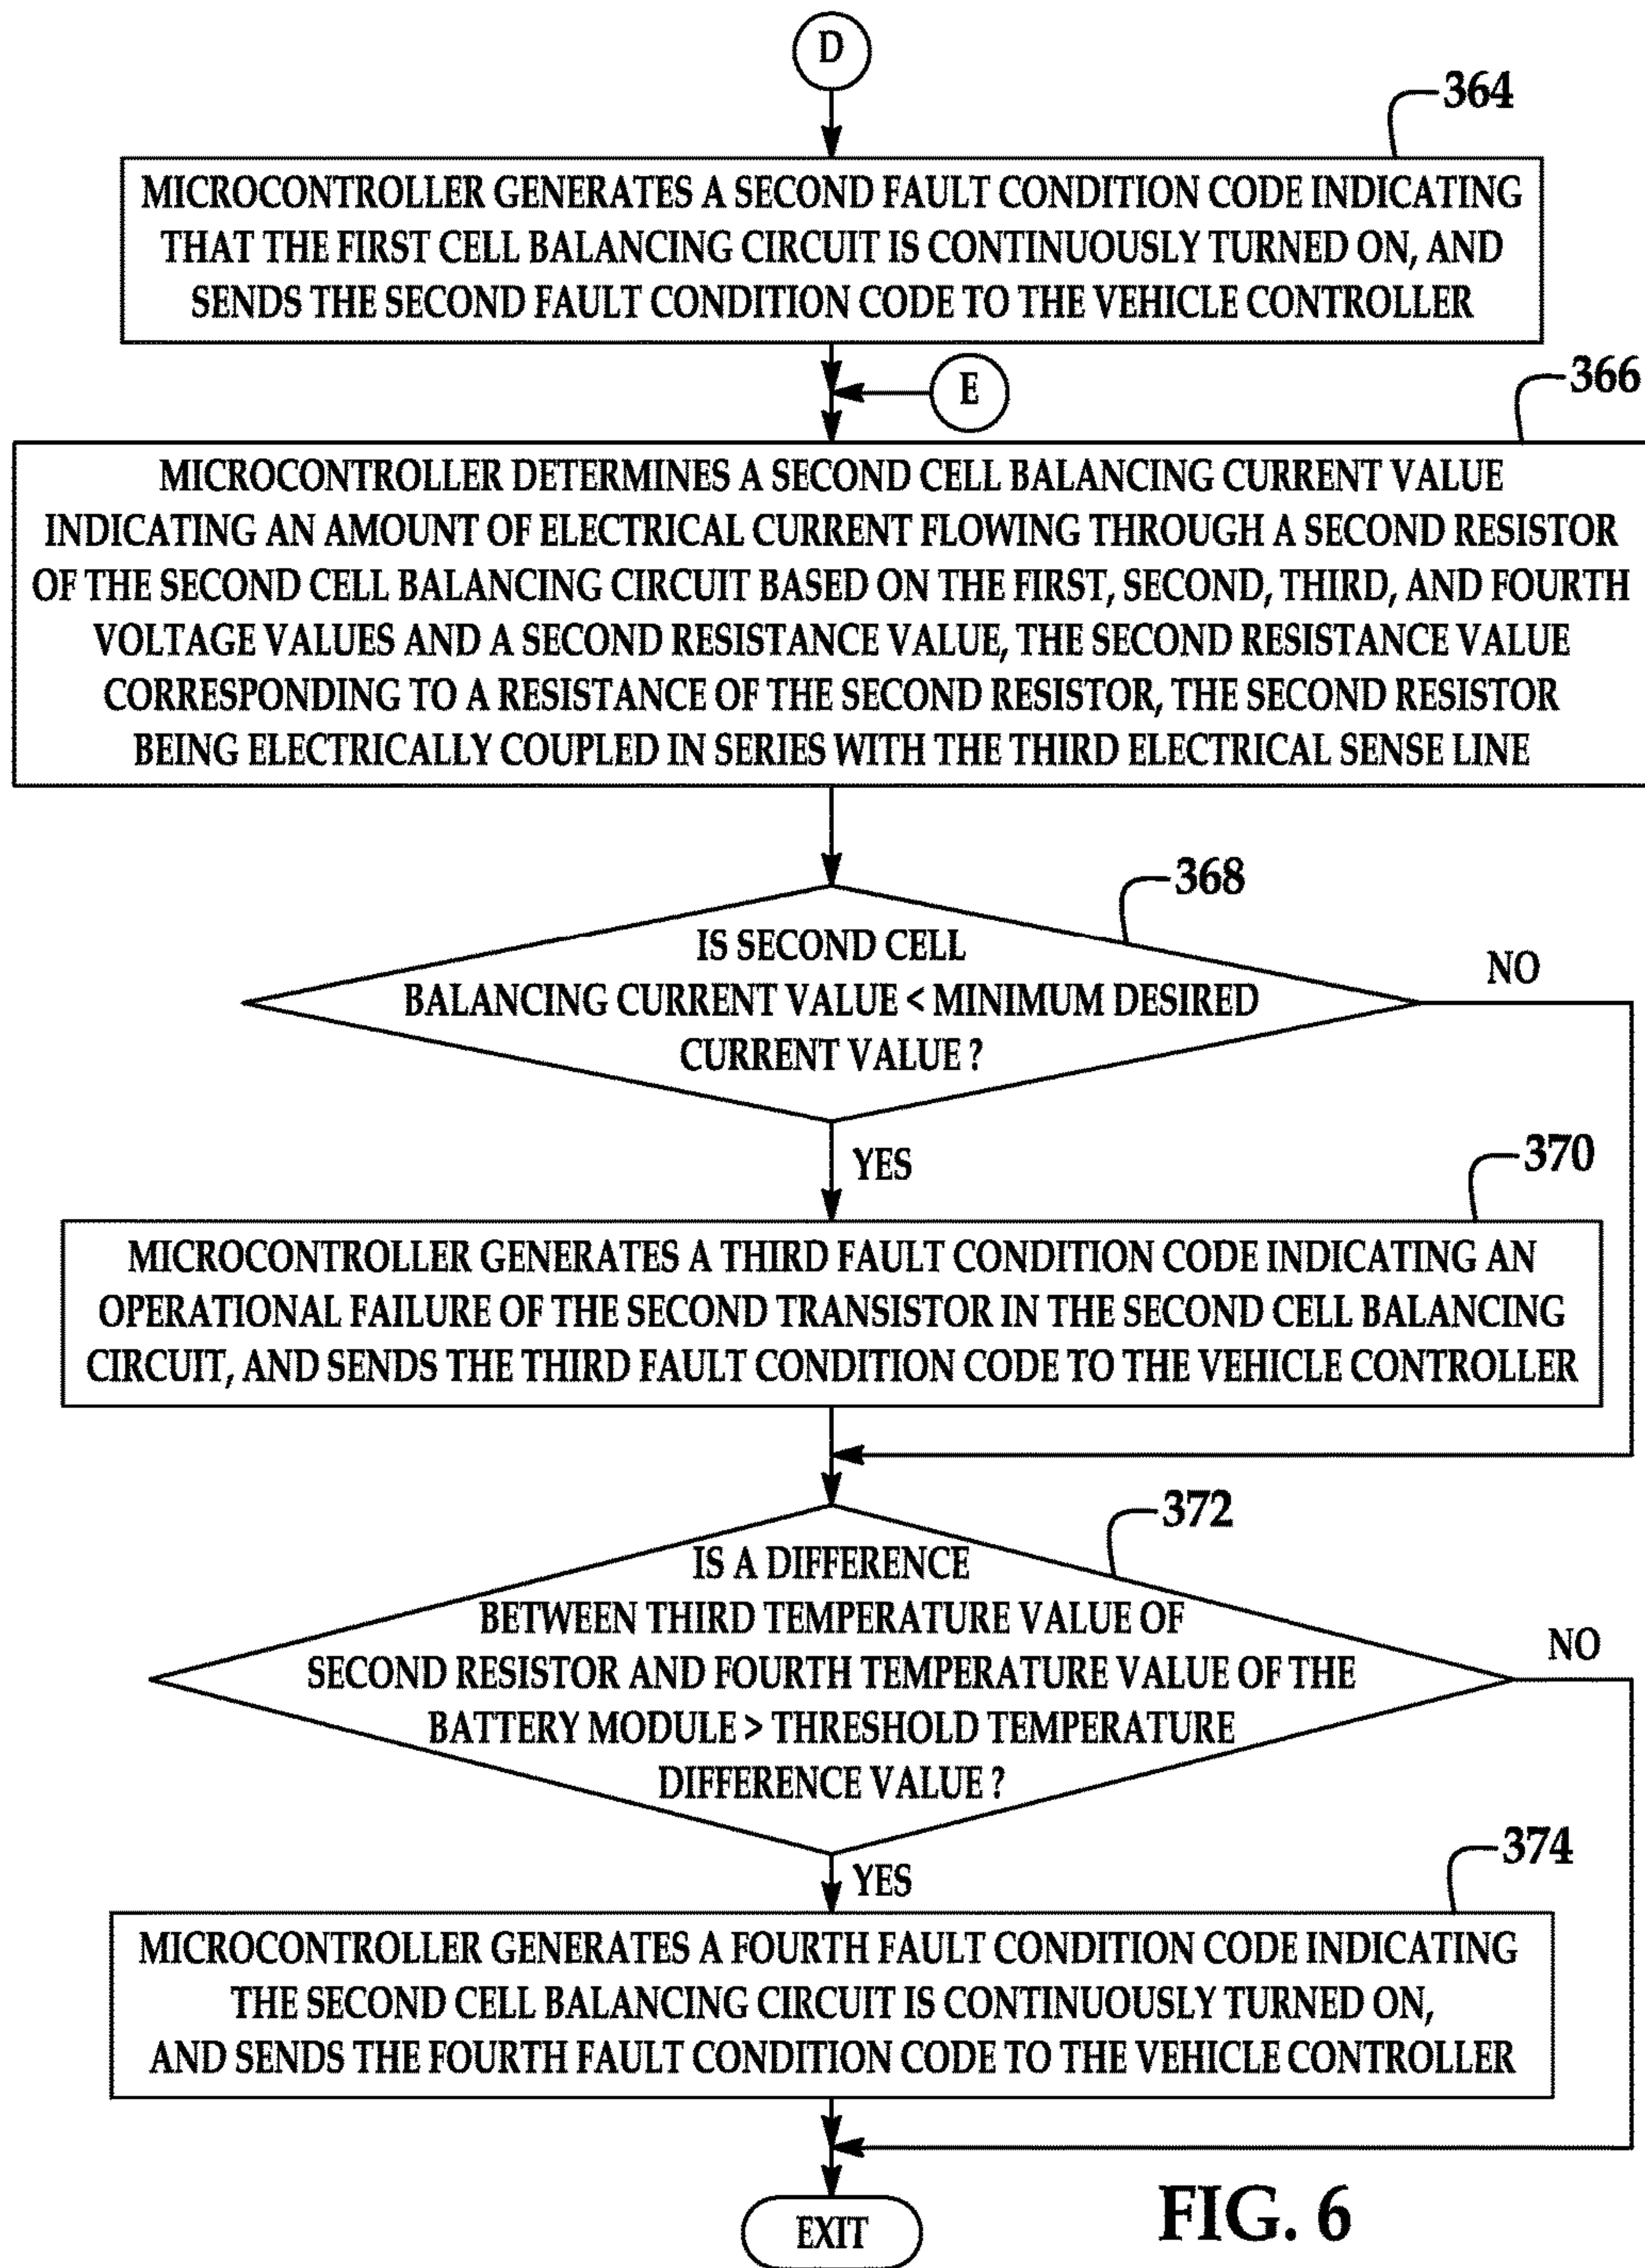 D
364
MICROCONTROLLER GENERATES A SECOND FAULT CONDITION CODE INDICATING
THAT THE FIRST CELL BALANCING CIRCUIT IS CONTINUOUSLY TURNED ON, AND
SENDS THE SECOND FAULT CONDITION CODE TO THE VEHICLE CONTROLLER
E
366
MICROCONTROLLER DETERMINES A SECOND CELL BALANCING CURRENT VALUE
INDICATING AN AMOUNT OF ELECTRICAL CURRENT FLOWING THROUGH A SECOND RESISTOR
OF THE SECOND CELL BALANCING CIRCUIT BASED ON THE FIRST, SECOND, THIRD, AND FOURTH
VOLTAGE VALUES AND A SECOND RESISTANCE VALUE, THE SECOND RESISTANCE VALUE
CORRESPONDING TO A RESISTANCE OF THE SECOND RESISTOR, THE SECOND RESISTOR
BEING ELECTRICALLY COUPLED IN SERIES WITH THE THIRD ELECTRICAL SENSE LINE
368
IS SECOND CELL
BALANCING CURRENT VALUE < MINIMUM DESIRED
CURRENT VALUE ?
NO
YES
370
MICROCONTROLLER GENERATES A THIRD FAULT CONDITION CODE INDICATING AN
OPERATIONAL FAILURE OF THE SECOND TRANSISTOR IN THE SECOND CELL BALANCING
CIRCUIT, AND SENDS THE THIRD FAULT CONDITION CODE TO THE VEHICLE CONTROLLER
372
IS A DIFFERENCE
BETWEEN THIRD TEMPERATURE VALUE OF
SECOND RESISTOR AND FOURTH TEMPERATURE VALUE OF THE
BATTERY MODULE > THRESHOLD TEMPERATURE
DIFFERENCE VALUE ?
NO
YES
374
MICROCONTROLLER GENERATES A FOURTH FAULT CONDITION CODE INDICATING
THE SECOND CELL BALANCING CIRCUIT IS CONTINUOUSLY TURNED ON,
AND SENDS THE FOURTH FAULT CONDITION CODE TO THE VEHICLE CONTROLLER
EXIT
FIG. 6